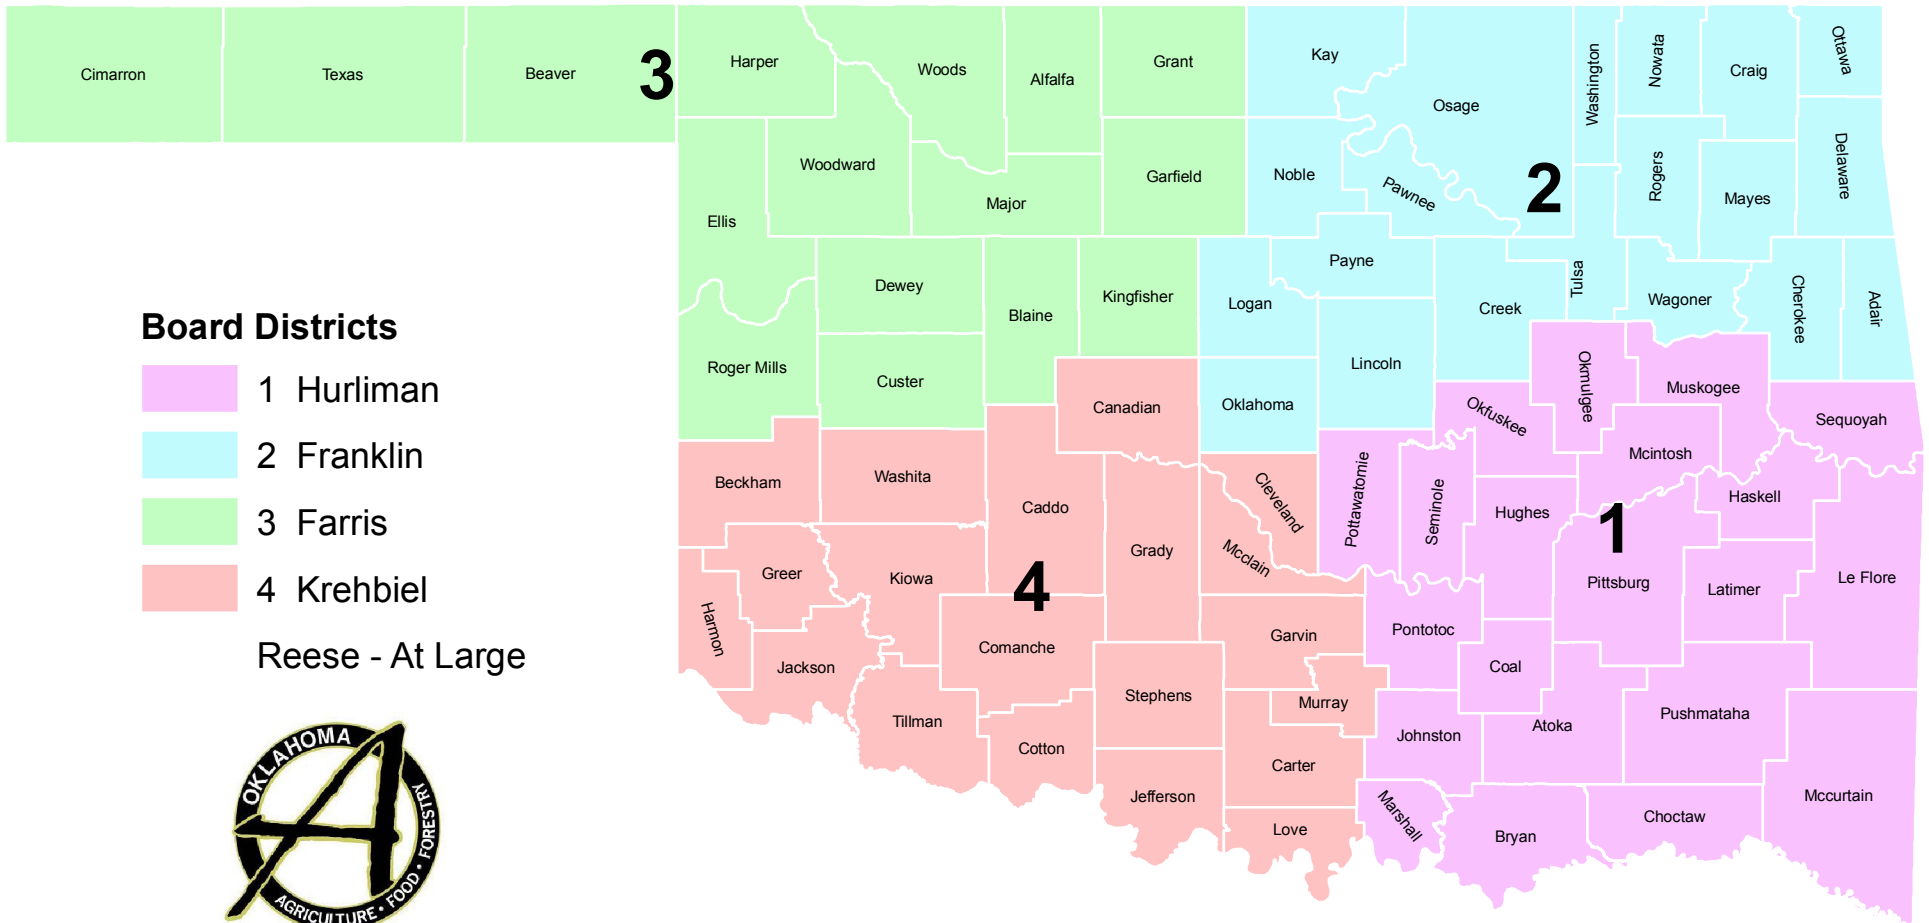 Cimarron
Texas
Beaver
3
Harper
Woods
Alfalfa
Grant
Kay
Osage
Washington
Nowata
Craig
Ottawa
Woodward
Ellis
Major
Garfield
Noble
Pawnee
2
Rogers
Mayes
Delaware
Dewey
Blaine
Kingfisher
Logan
Payne
Creek
Tulsa
Wagoner
Cherokee
Adair
Roger Mills
Custer
Canadian
Oklahoma
Lincoln
Okfuskee
Okmulgee
Muskogee
Sequoyah
Beckham
Washita
Caddo
Grady
Cleveland
Mcclain
Pottawatomie
Seminole
Hughes
Mcintosh
1
Haskell
Pittsburg
Latimer
Le Flore
Harmon
Greer
Kiowa
4
Comanche
Jackson
Tillman
Cotton
Stephens
Jefferson
Garvin
Murray
Carter
Love
Pontotoc
Coal
Johnston
Atoka
Pushmataha
Marshall
Bryan
Choctaw
Mccurtain
Board Districts
1 Hurliman
2 Franklin
3 Farris
4 Krehbiel
Reese - At Large
OKLAHOMA
A
AGRICULTURE • FOOD • FORESTRY